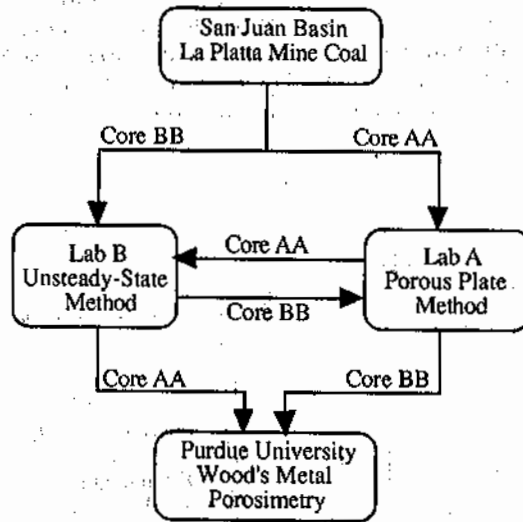 San Juan Basin
La Platta Mine Coal
Core BB
Core AA
Lab B
Unsteady-State
Method
Core AA
Core BB
Lab A
Porous Plate
Method
Core AA
Core BB
Purdue University
Wood's Metal
Porosimetry